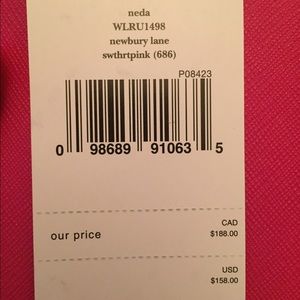 neda
WLRU1498
newbury lane
swthrtpink (686)
P08423
0 98689 91063 5
CAD
our price $188.00
USD
$158.00